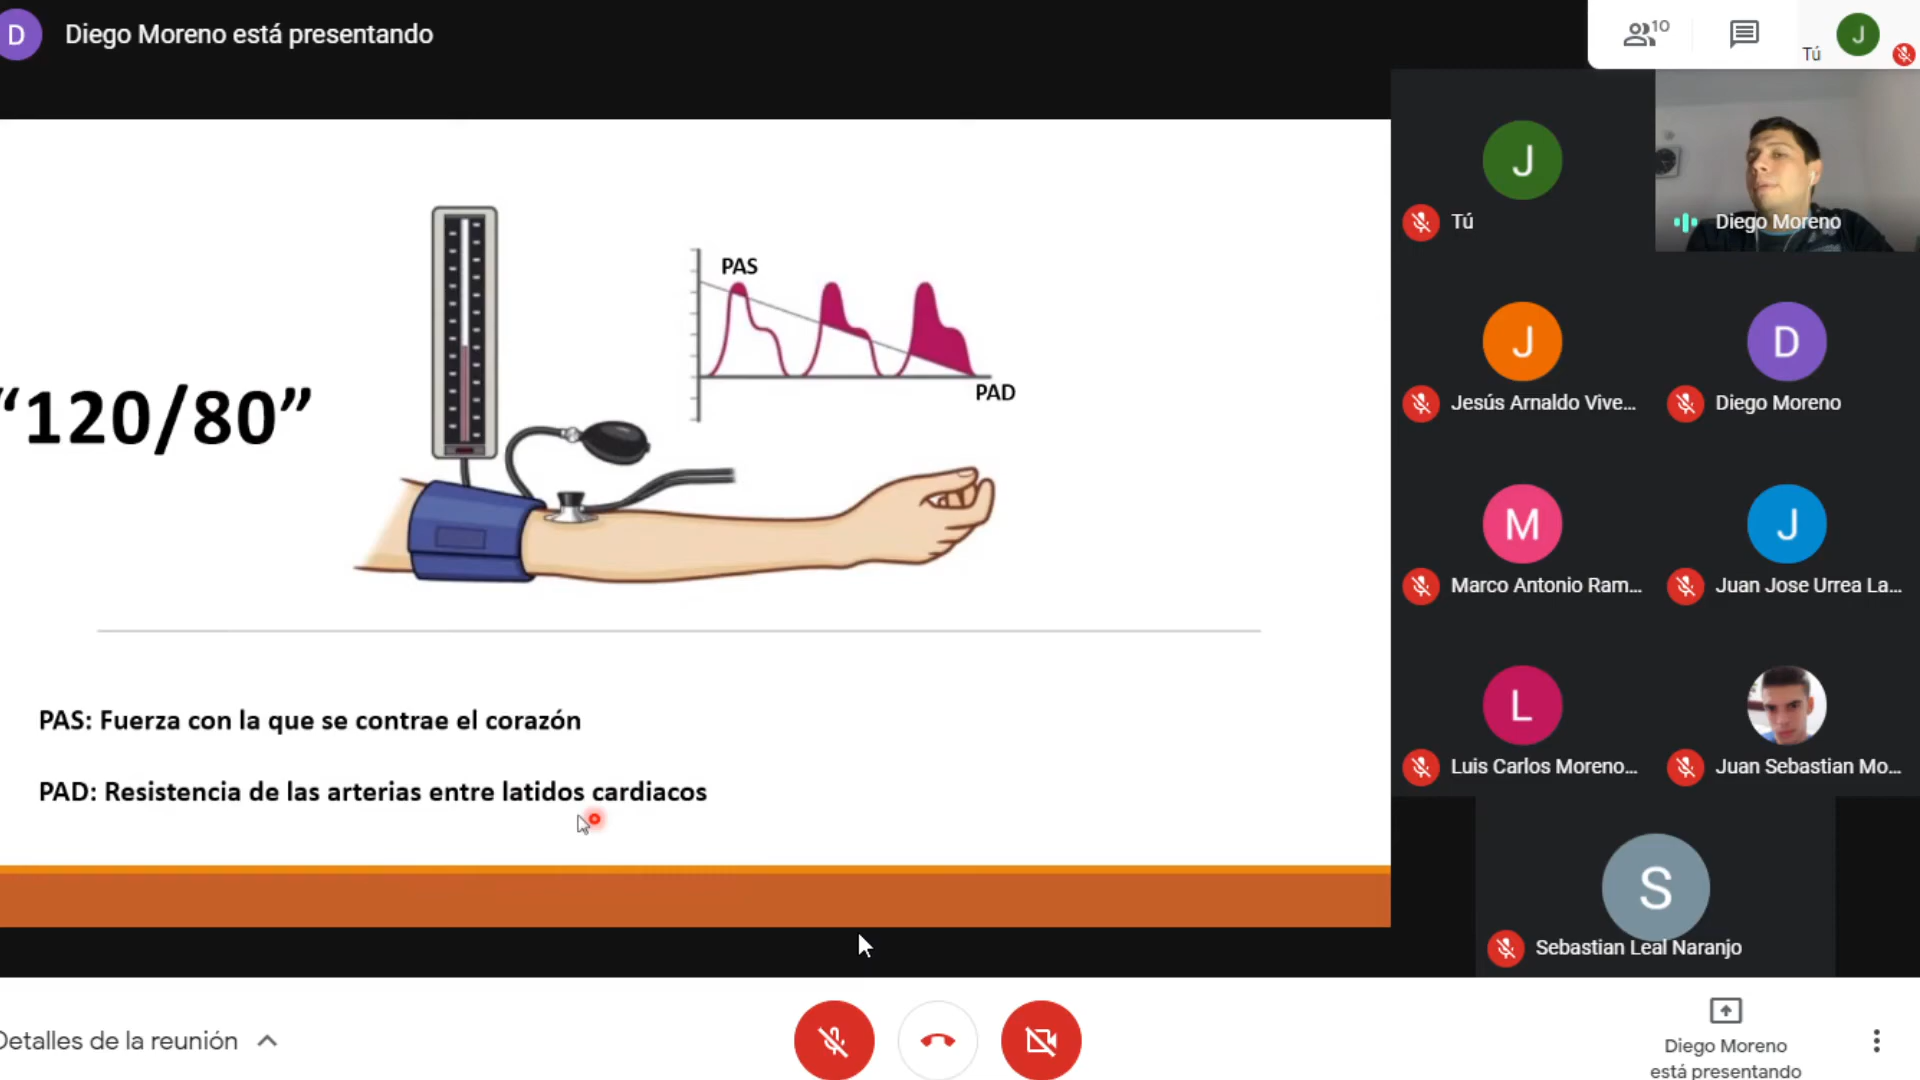 D
Diego Moreno está presentando
10
Tú
J
PAS
PAD
“120/80”
PAS: Fuerza con la que se contrae el corazón
PAD: Resistencia de las arterias entre latidos cardiacos
J
Tú
Diego Moreno
J
Jesús Arnaldo Vive...
D
Diego Moreno
M
Marco Antonio Ram...
J
Juan Jose Urrea La...
L
Luis Carlos Moreno...
Juan Sebastian Mo...
S
Sebastian Leal Naranjo
Detalles de la reunión
Diego Moreno
está presentando